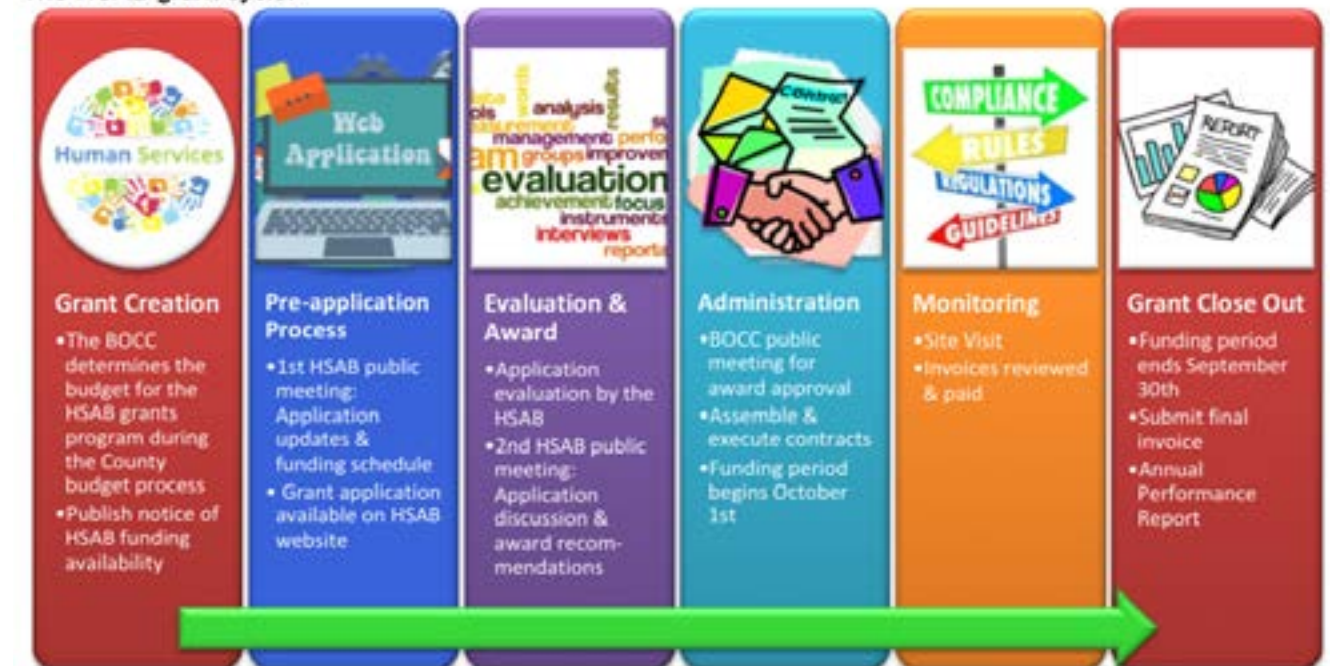 Human Services
Grant Creation
•The BOCC
determines the
budget for the
HSAB grants
program during
the County
budget process
•Publish notice of
HSAB funding
availability
Web
Application
Pre-application
Process
•1st HSAB public
meeting:
Application
updates &
funding schedule
• Grant application
available on HSAB
website
words
analysis
results
management
groups
evaluation
achievement focus
instruments
interviews
Evaluation &
Award
•Application
evaluation by the
HSAB
•2nd HSAB public
meeting:
Application
discussion &
award recom-
mendations
Administration
•BOCC public
meeting for
award approval
•Assemble &
execute contracts
•Funding period
begins October
1st
COMPLIANCE
RULES
REGULATIONS
GUIDELINES
Monitoring
•Site Visit
•Invoices reviewed
& paid
REPORT
Grant Close Out
•Funding period
ends September
30th
•Submit final
invoice
•Annual
Performance
Report